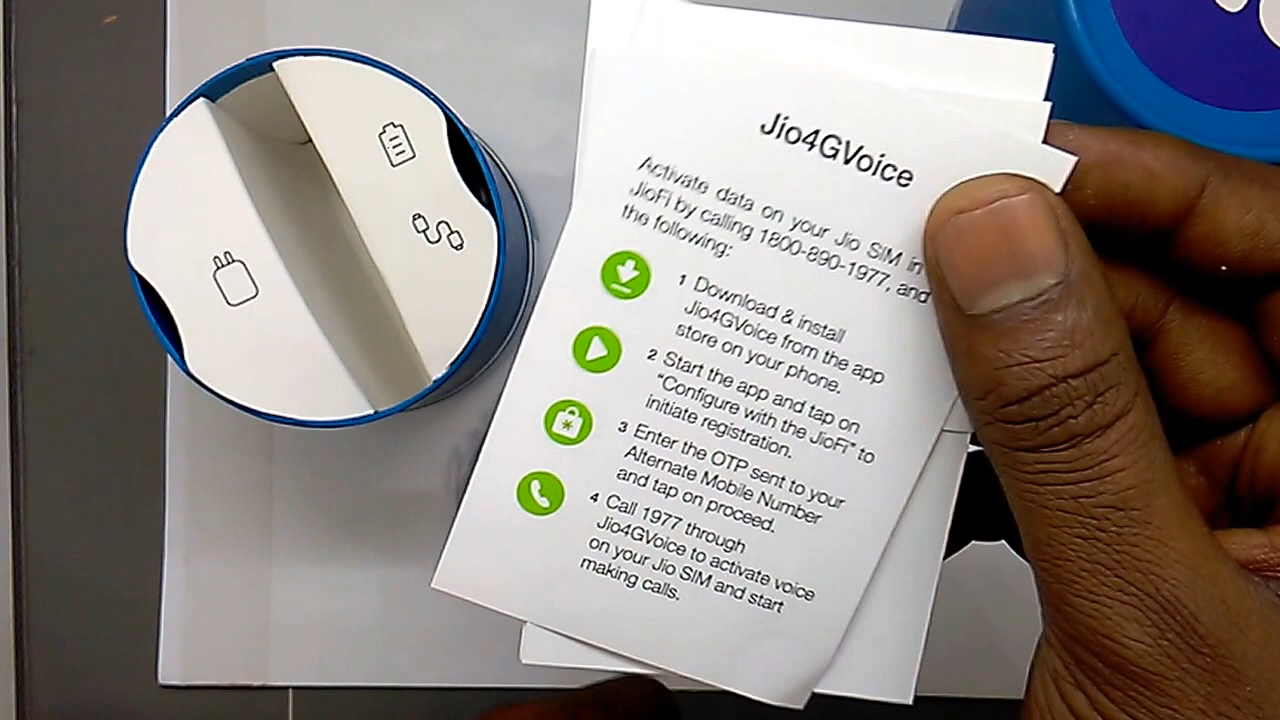 Jio4GVoice
Activate data on your Jio SIM in
JioFi by calling 1800-890-1977, and
the following:
1 Download & install
Jio4GVoice from the app
store on your phone.
2 Start the app and tap on
"Configure with the JioFi" to
initiate registration.
3 Enter the OTP sent to your
Alternate Mobile Number
and tap on proceed.
4 Call 1977 through
Jio4GVoice to activate voice
on your Jio SIM and start
making calls.